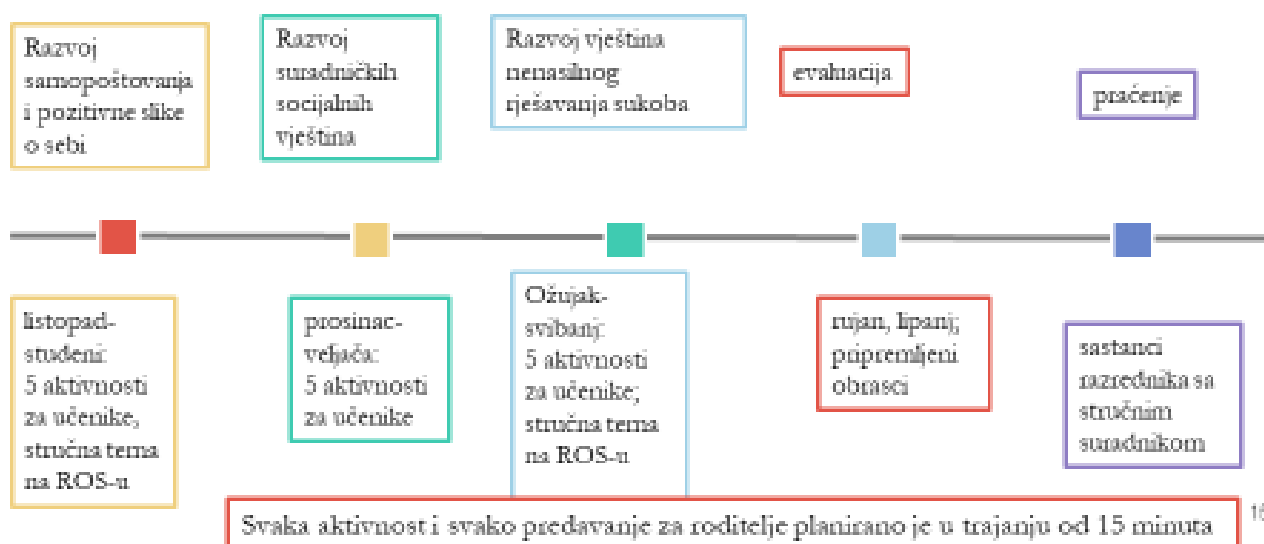 Razvoj
samopoštovanja
i pozitivne slike
o sebi
Razvoj
suradničkih
socijalnih
vještina
Razvoj vještina
nenasilnog
rješavanja sukoba
evaluacija
praćenje
listopad-
studeni:
5 aktivnosti
za učenike,
stručna tema
na ROS-u
prosinac-
veljača:
5 aktivnosti
za učenike
Ožujak-
svibanj:
5 aktivnosti
za učenike;
stručna tema
na ROS-u
rujan, lipanj;
pripremljeni
obrasci
sastanci
razrednika sa
stručnim
suradnikom
Svaka aktivnost i svako predavanje za roditelje planirano je u trajanju od 15 minuta